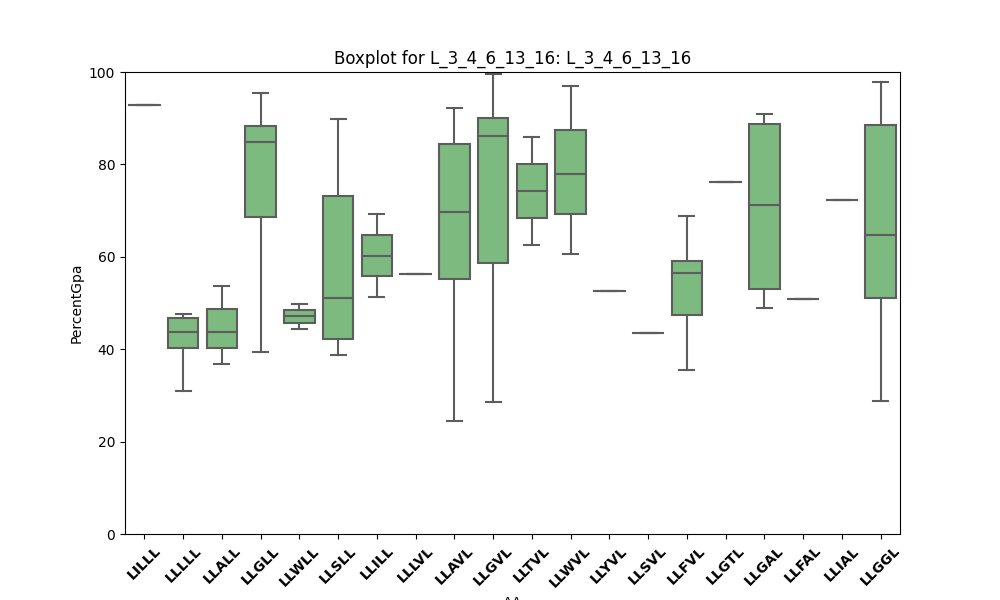 Boxplot for L_3_4_6_13_16: L_3_4_6_13_16
100
80
60
40
20
0
PercentGpa
LILLL LLLLL LLALL LLGLL LLWLL LLSLL LLILL LLLVL LLAVL LLGVL LLTVL LLWVL LLYVL LLSVL LLFVL LLGTL LLGAL LLFAL LLIAL LLGGL